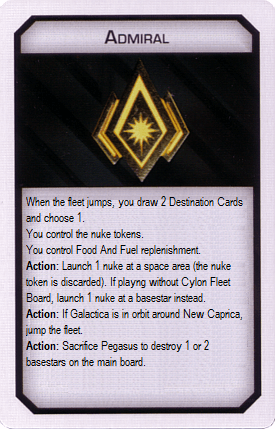 ADMIRAL
When the fleet jumps, you draw 2 Destination Cards
and choose 1.
You control the nuke tokens.
You control Food And Fuel replenishment.
Action: Launch 1 nuke at a space area (the nuke
token is discarded). If playng without Cylon Fleet
Board, launch 1 nuke at a basestar instead.
Action: If Galactica is in orbit around New Caprica,
jump the fleet.
Action: Sacrifice Pegasus to destroy 1 or 2
basestars on the main board.